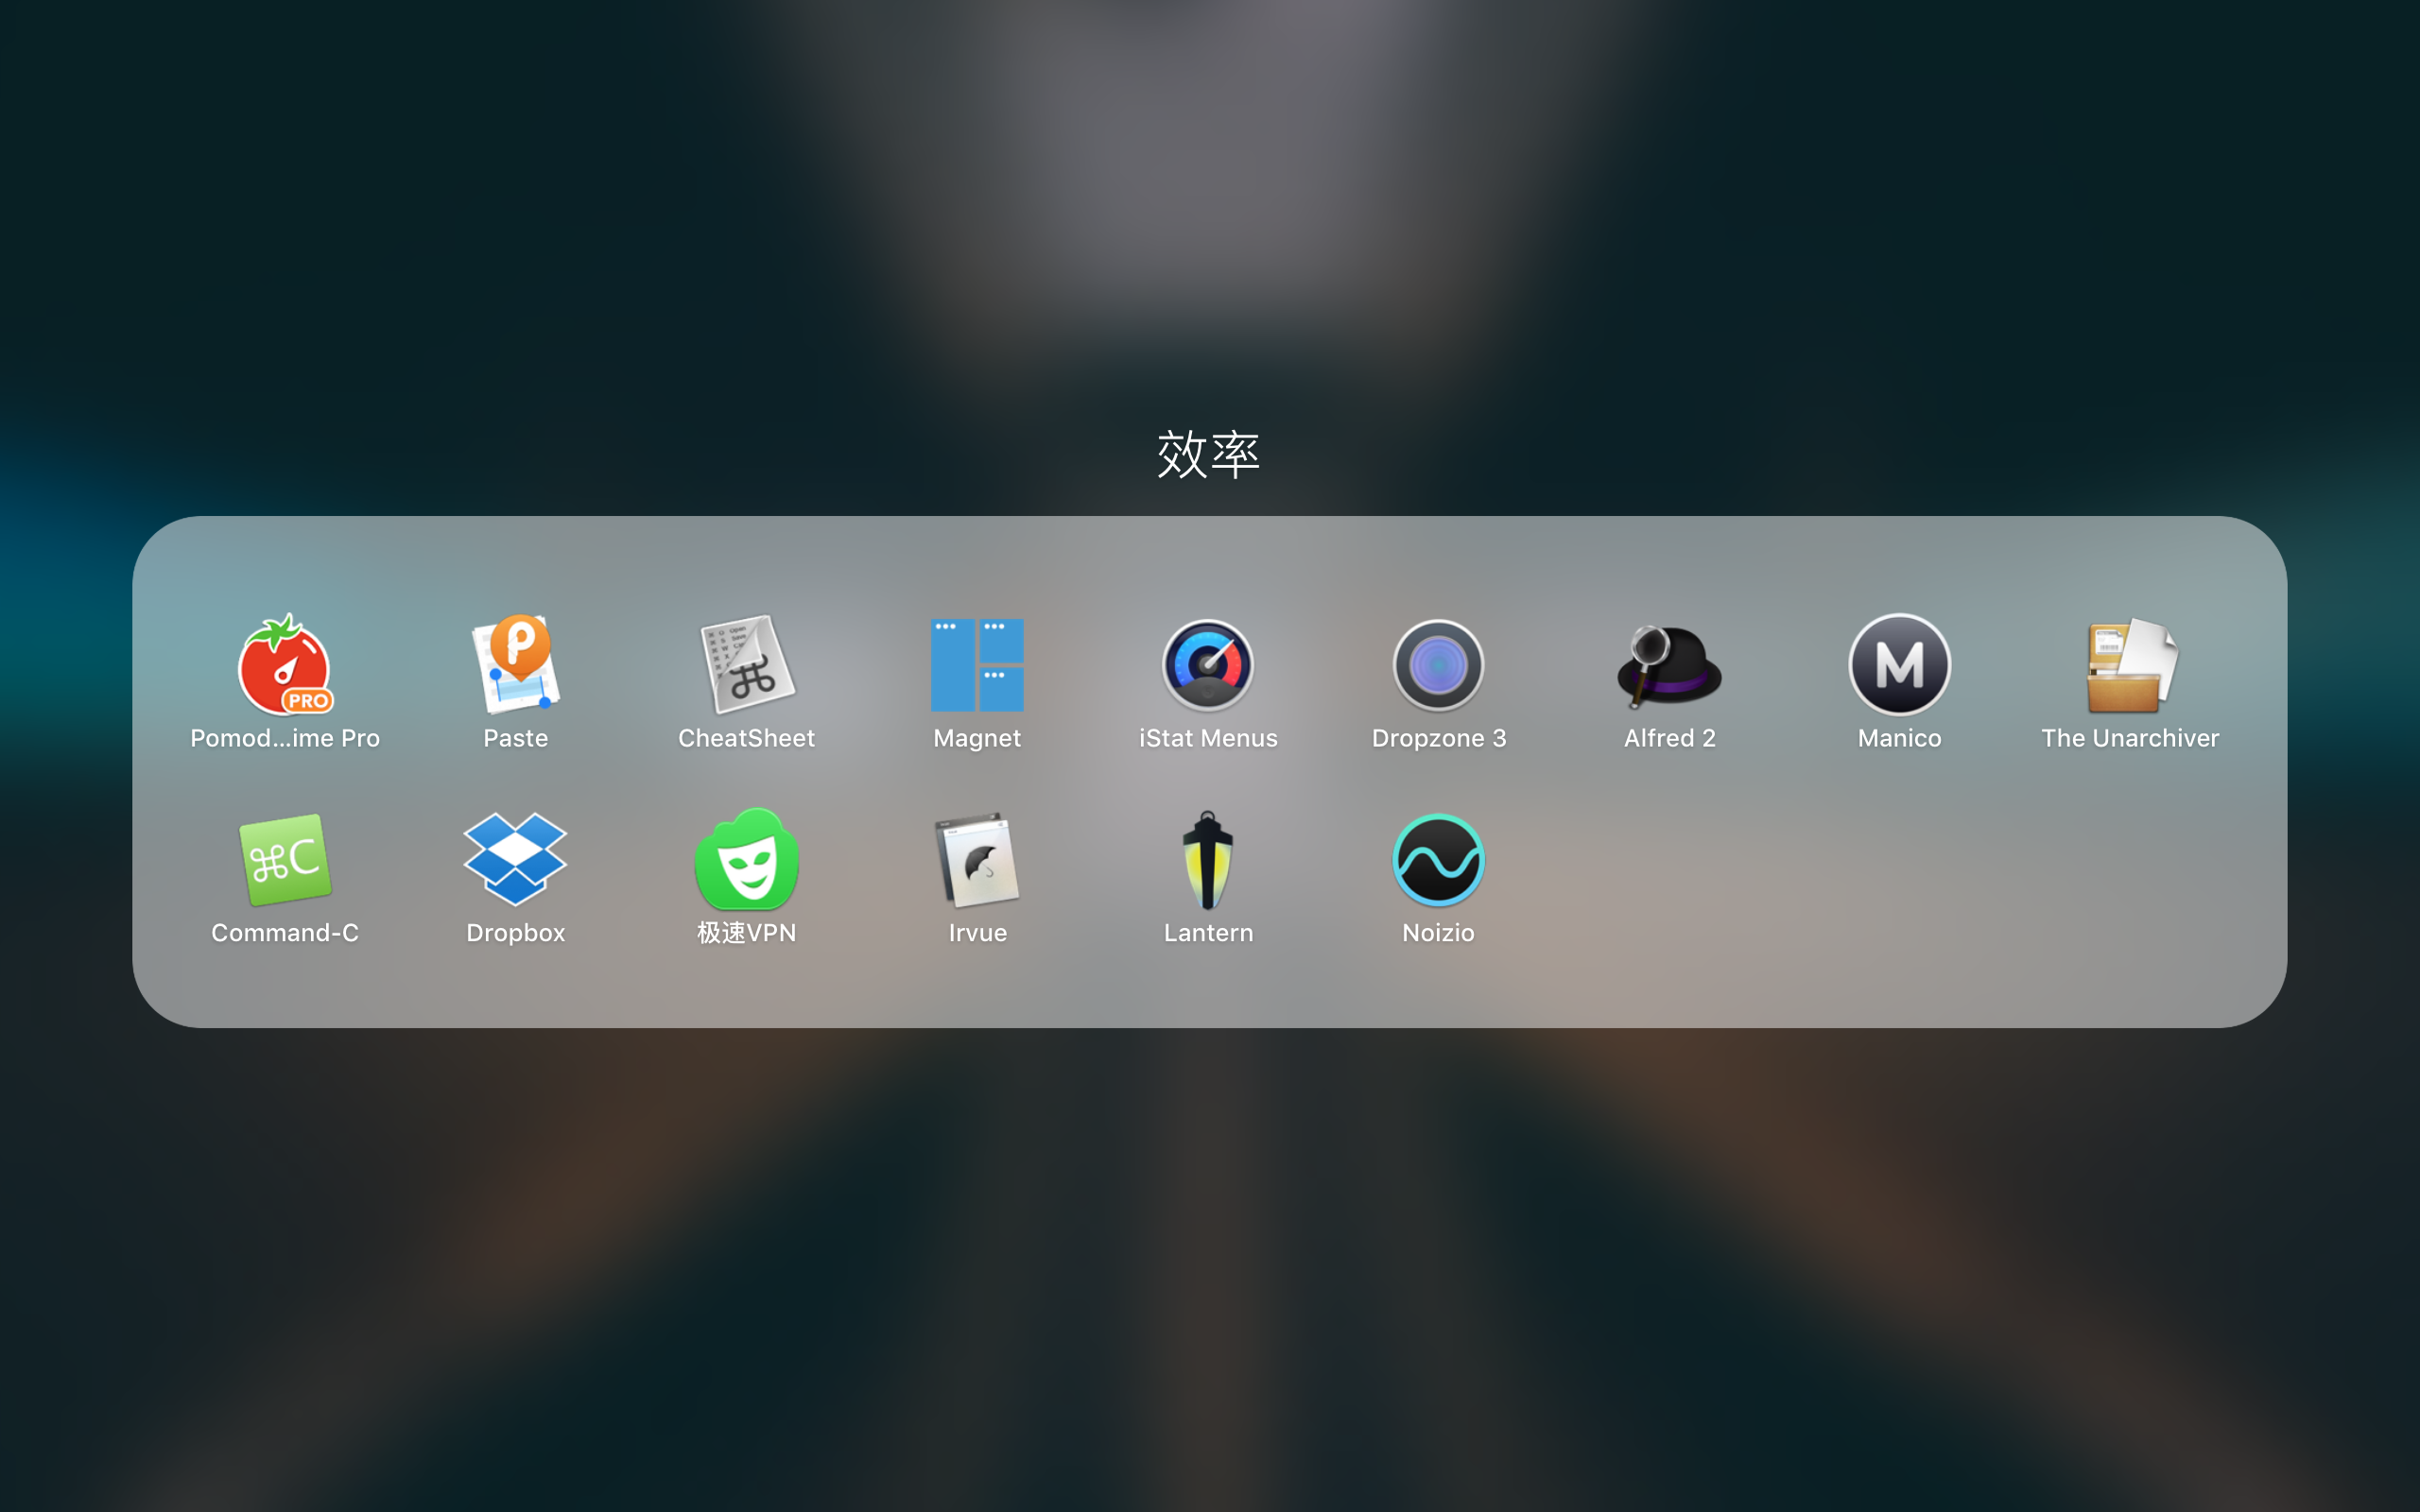 效率
Pomod...ime Pro
Paste
CheatSheet
Magnet
iStat Menus
Dropzone 3
Alfred 2
Manico
The Unarchiver
PRO
P
M
Command-C
Dropbox
极速VPN
Irvue
Lantern
Noizio
⌘C